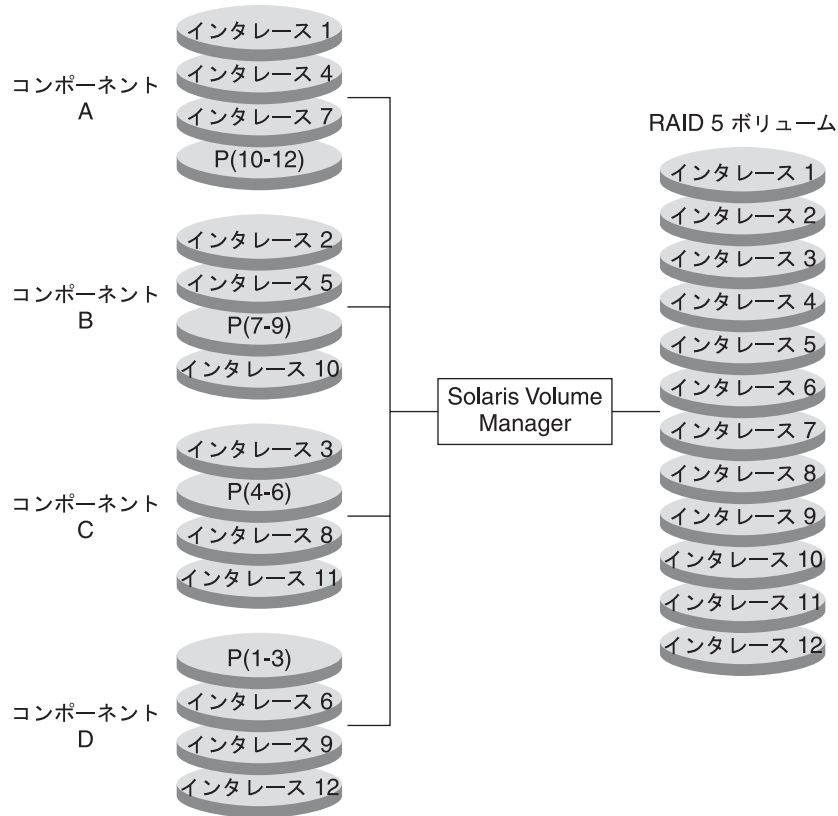 コンポーネント
A
インタレース 1
インタレース 4
インタレース 7
P(10-12)
コンポーネント
B
インタレース 2
インタレース 5
P(7-9)
インタレース 10
コンポーネント
C
インタレース 3
P(4-6)
インタレース 8
インタレース 11
コンポーネント
D
P(1-3)
インタレース 6
インタレース 9
インタレース 12
Solaris Volume
Manager
RAID 5 ボリューム
インタレース 1
インタレース 2
インタレース 3
インタレース 4
インタレース 5
インタレース 6
インタレース 7
インタレース 8
インタレース 9
インタレース 10
インタレース 11
インタレース 12